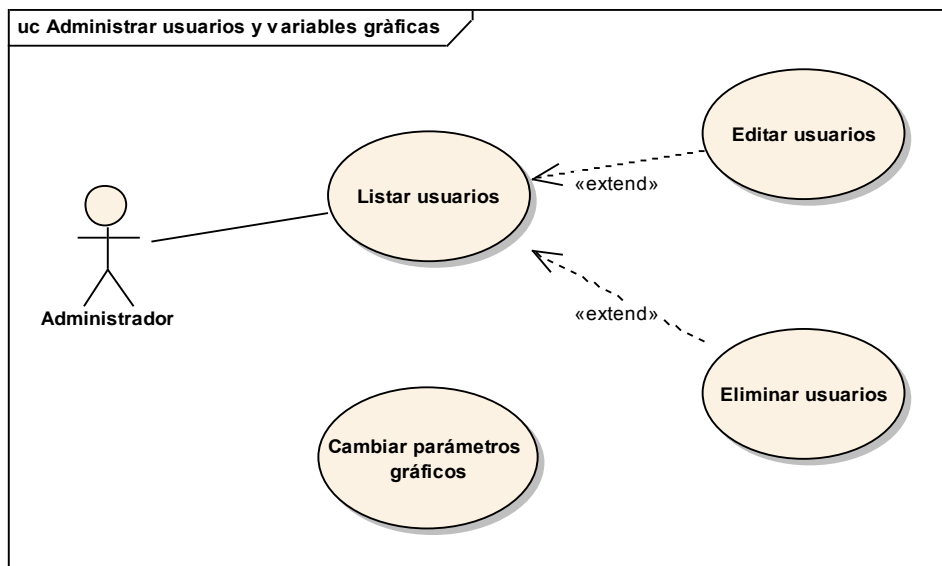 uc Administrar usuarios y variables gràficas
Listar usuarios
Editar usuarios
«extend»
Administrador
«extend»
Eliminar usuarios
Cambiar parámetros
gráficos